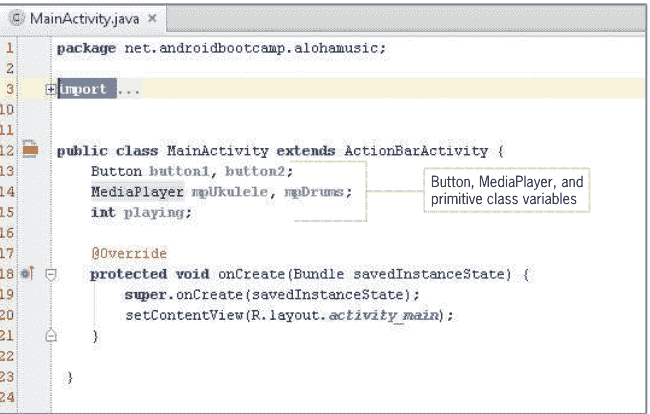 MainActivity.java ×
1 package net.androidbootcamp.alohamusic;
2
3 import ...
10
11
12 public class MainActivity extends ActionBarActivity {
13 Button button1, button2;
14 MediaPlayer mpUkulele, mpDrums;
15 int playing;
16
17 @Override
18 protected void onCreate(Bundle savedInstanceState) {
19 super.onCreate(savedInstanceState);
20 setContentView(R.layout.activity_main);
21 }
22
23 }
24
Button, MediaPlayer, and
primitive class variables